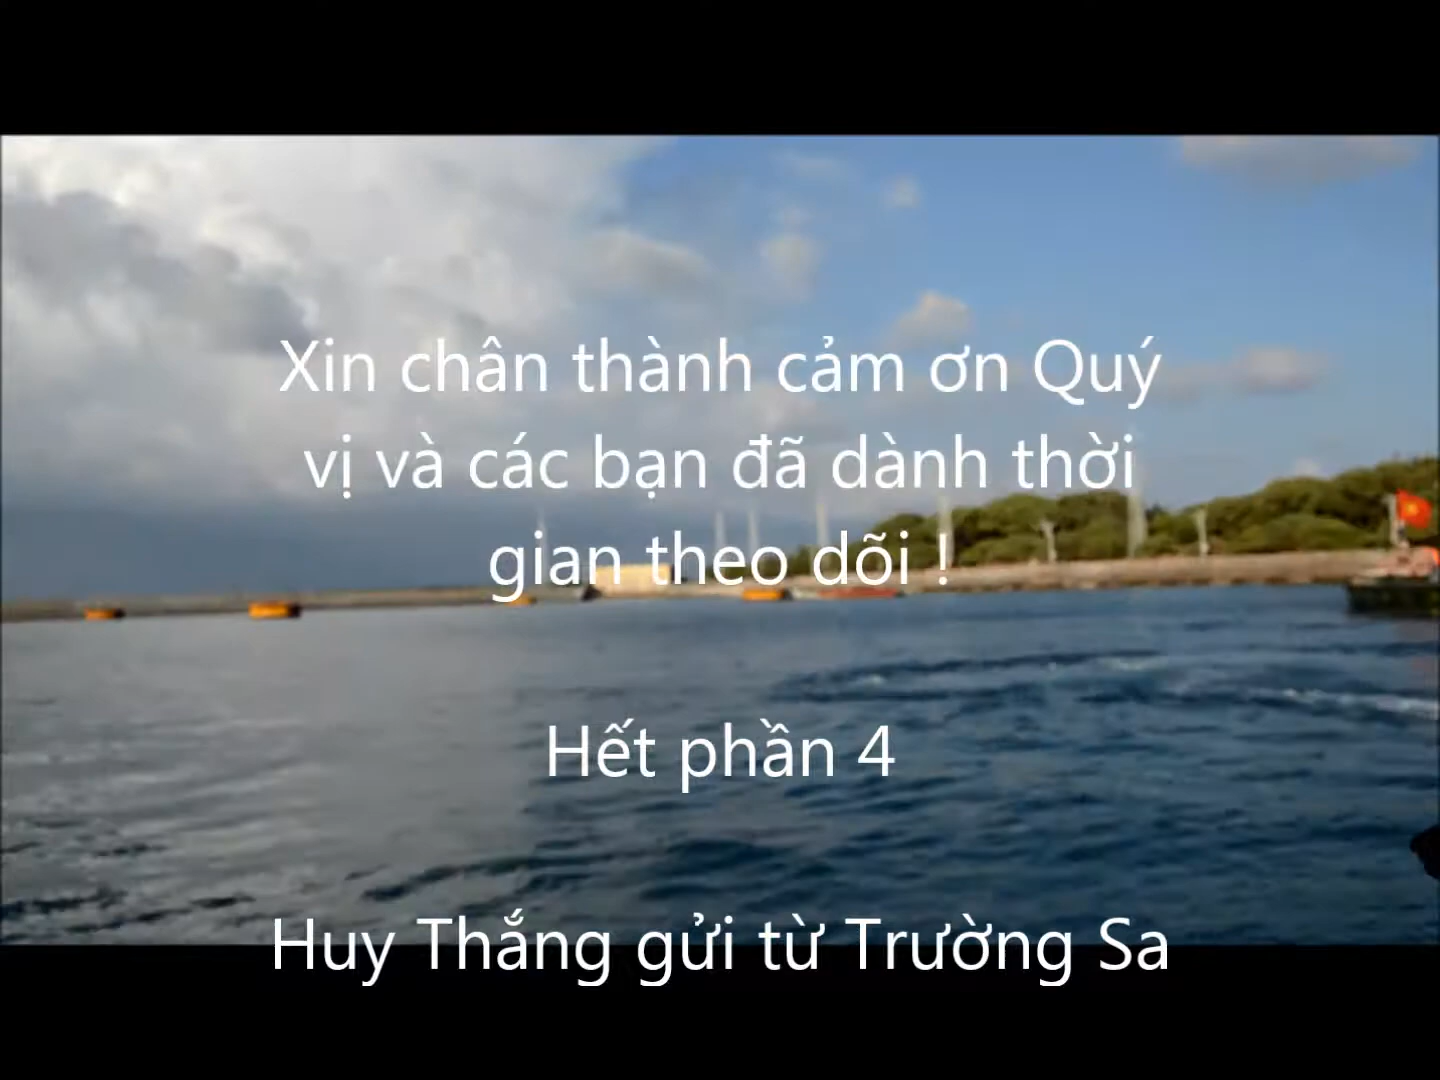 Xin chân thành cảm ơn Quý
vị và các bạn đã dành thời
gian theo dõi !
Hết phần 4
Huy Thắng gửi từ Trường Sa